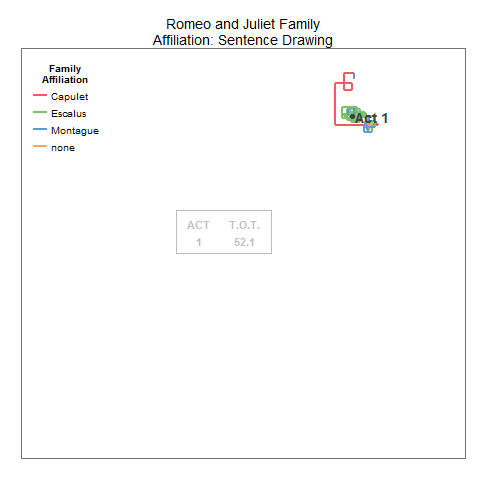 Romeo and Juliet Family
Affiliation: Sentence Drawing
Family
Affiliation
Capulet
Escalus
Montague
none
Act 1
ACT T.O.T.
1 52.1